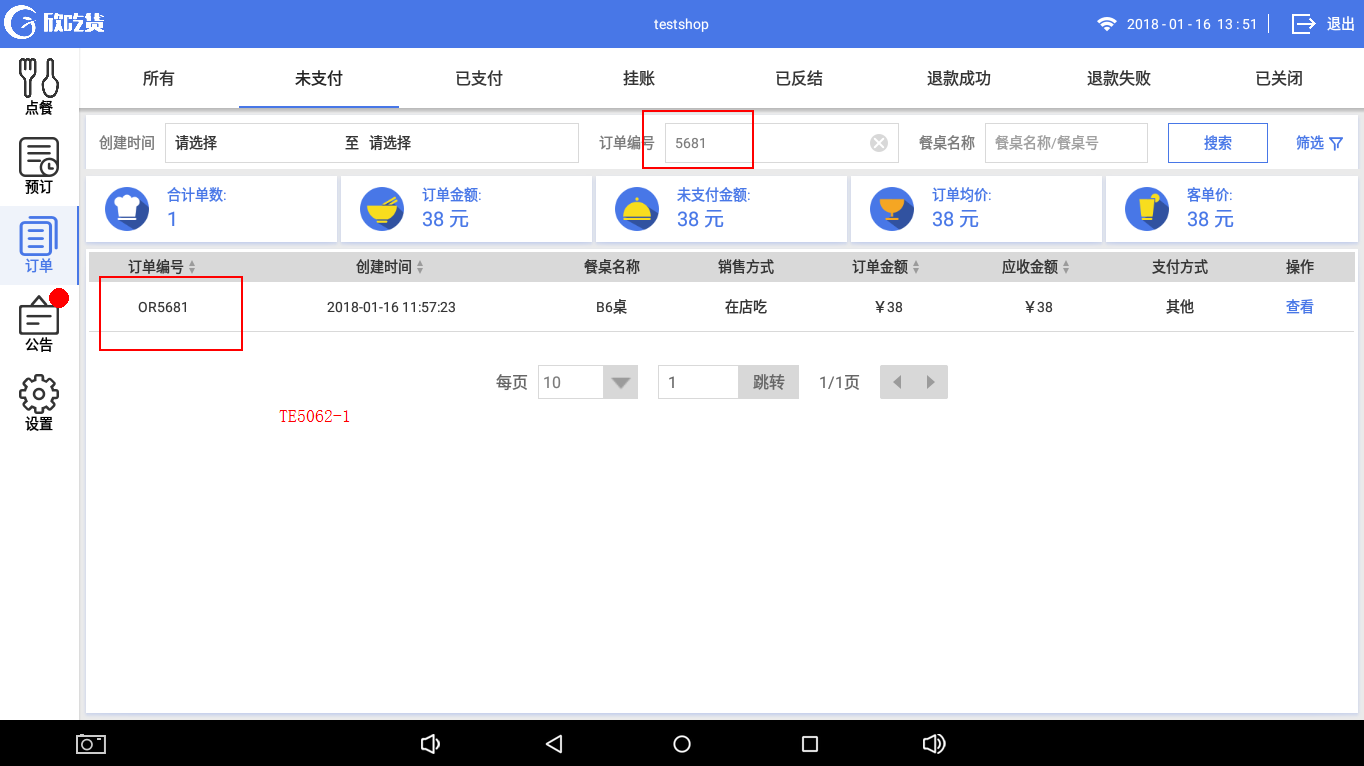 欣吃货
testshop
2018-01-16 13:51
退出
点餐
预订
订单
公告
设置
所有
未支付
已支付
挂账
已反结
退款成功
退款失败
已关闭
创建时间 请选择 至 请选择 订单编号 5681 餐桌名称 餐桌名称/餐桌号 搜索 筛选
合计单数:
1
订单金额:
38 元
未支付金额:
38 元
订单均价:
38 元
客单价:
38 元
订单编号 创建时间 餐桌名称 销售方式 订单金额 应收金额 支付方式 操作
OR5681 2018-01-16 11:57:23 B6桌 在店吃 ￥38 ￥38 其他 查看
每页 10 1 跳转 1/1页
TE5062-1